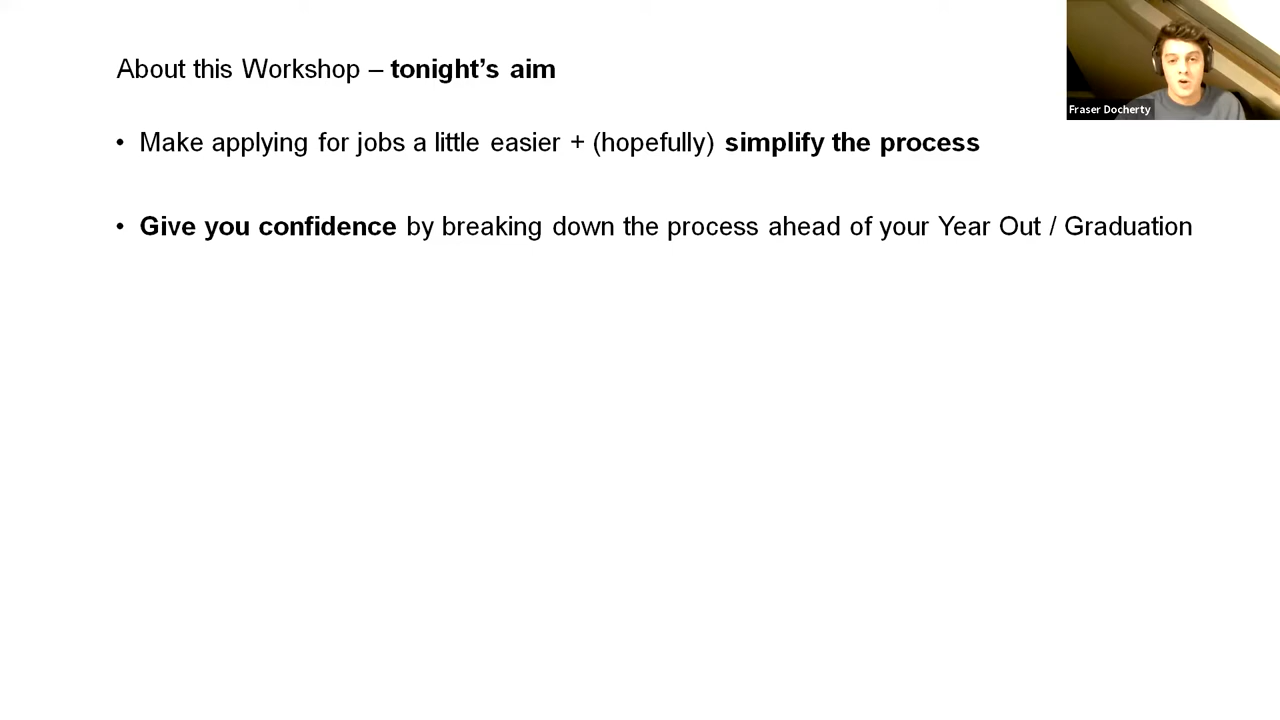 About this Workshop – tonight’s aim
• Make applying for jobs a little easier + (hopefully) simplify the process
• Give you confidence by breaking down the process ahead of your Year Out / Graduation
Fraser Docherty